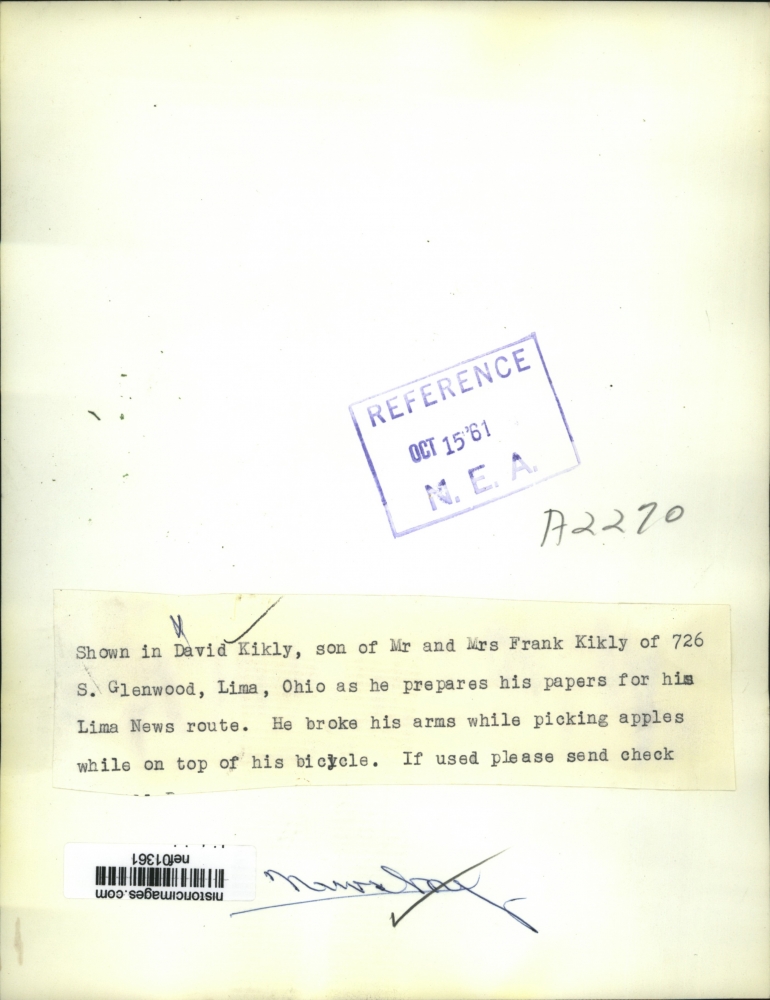 REFERENCE
OCT 15 '61
N. E. A.
A2270
Shown in David Kikly, son of Mr and Mrs Frank Kikly of 726
S. Glenwood, Lima, Ohio as he prepares his papers for his
Lima News route. He broke his arms while picking apples
while on top of his bicycle. If used please send check
Newsboy
nef01361
historicimages.com